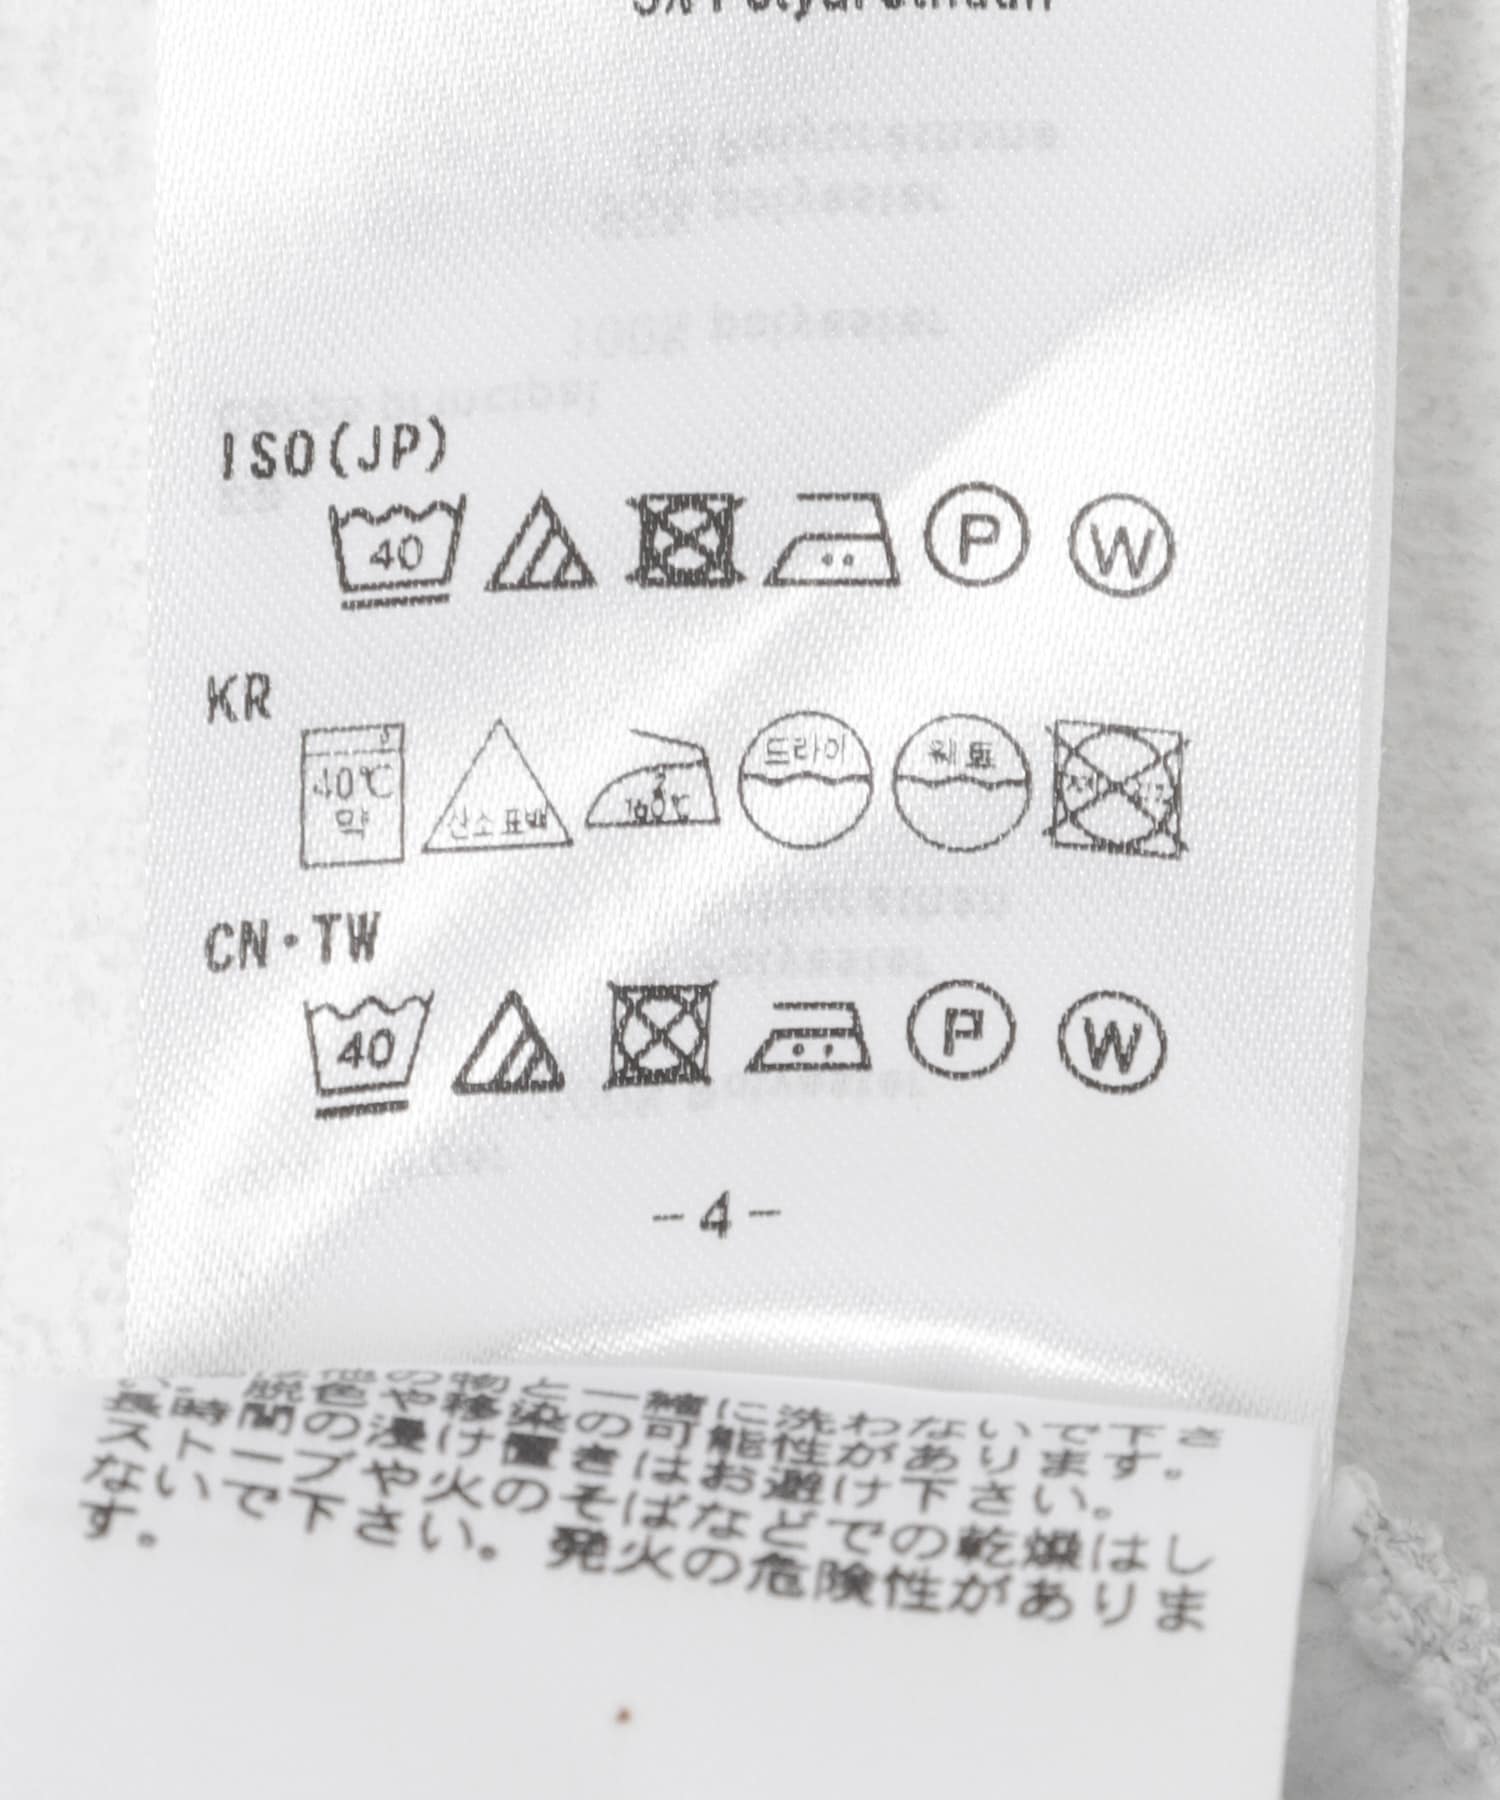 5% Polyurethan
ISO(JP)
40 P W
KR
40℃ 약 산소 표백 2 160℃ 드라이 웨트
CN・TW
40 P W
-4-
脱色や移染の可能性があります。
長時間の浸け置きはお避け下さい。
ストーブや火のそばなどでの乾燥はし
ないで下さい。発火の危険性がありま
す。